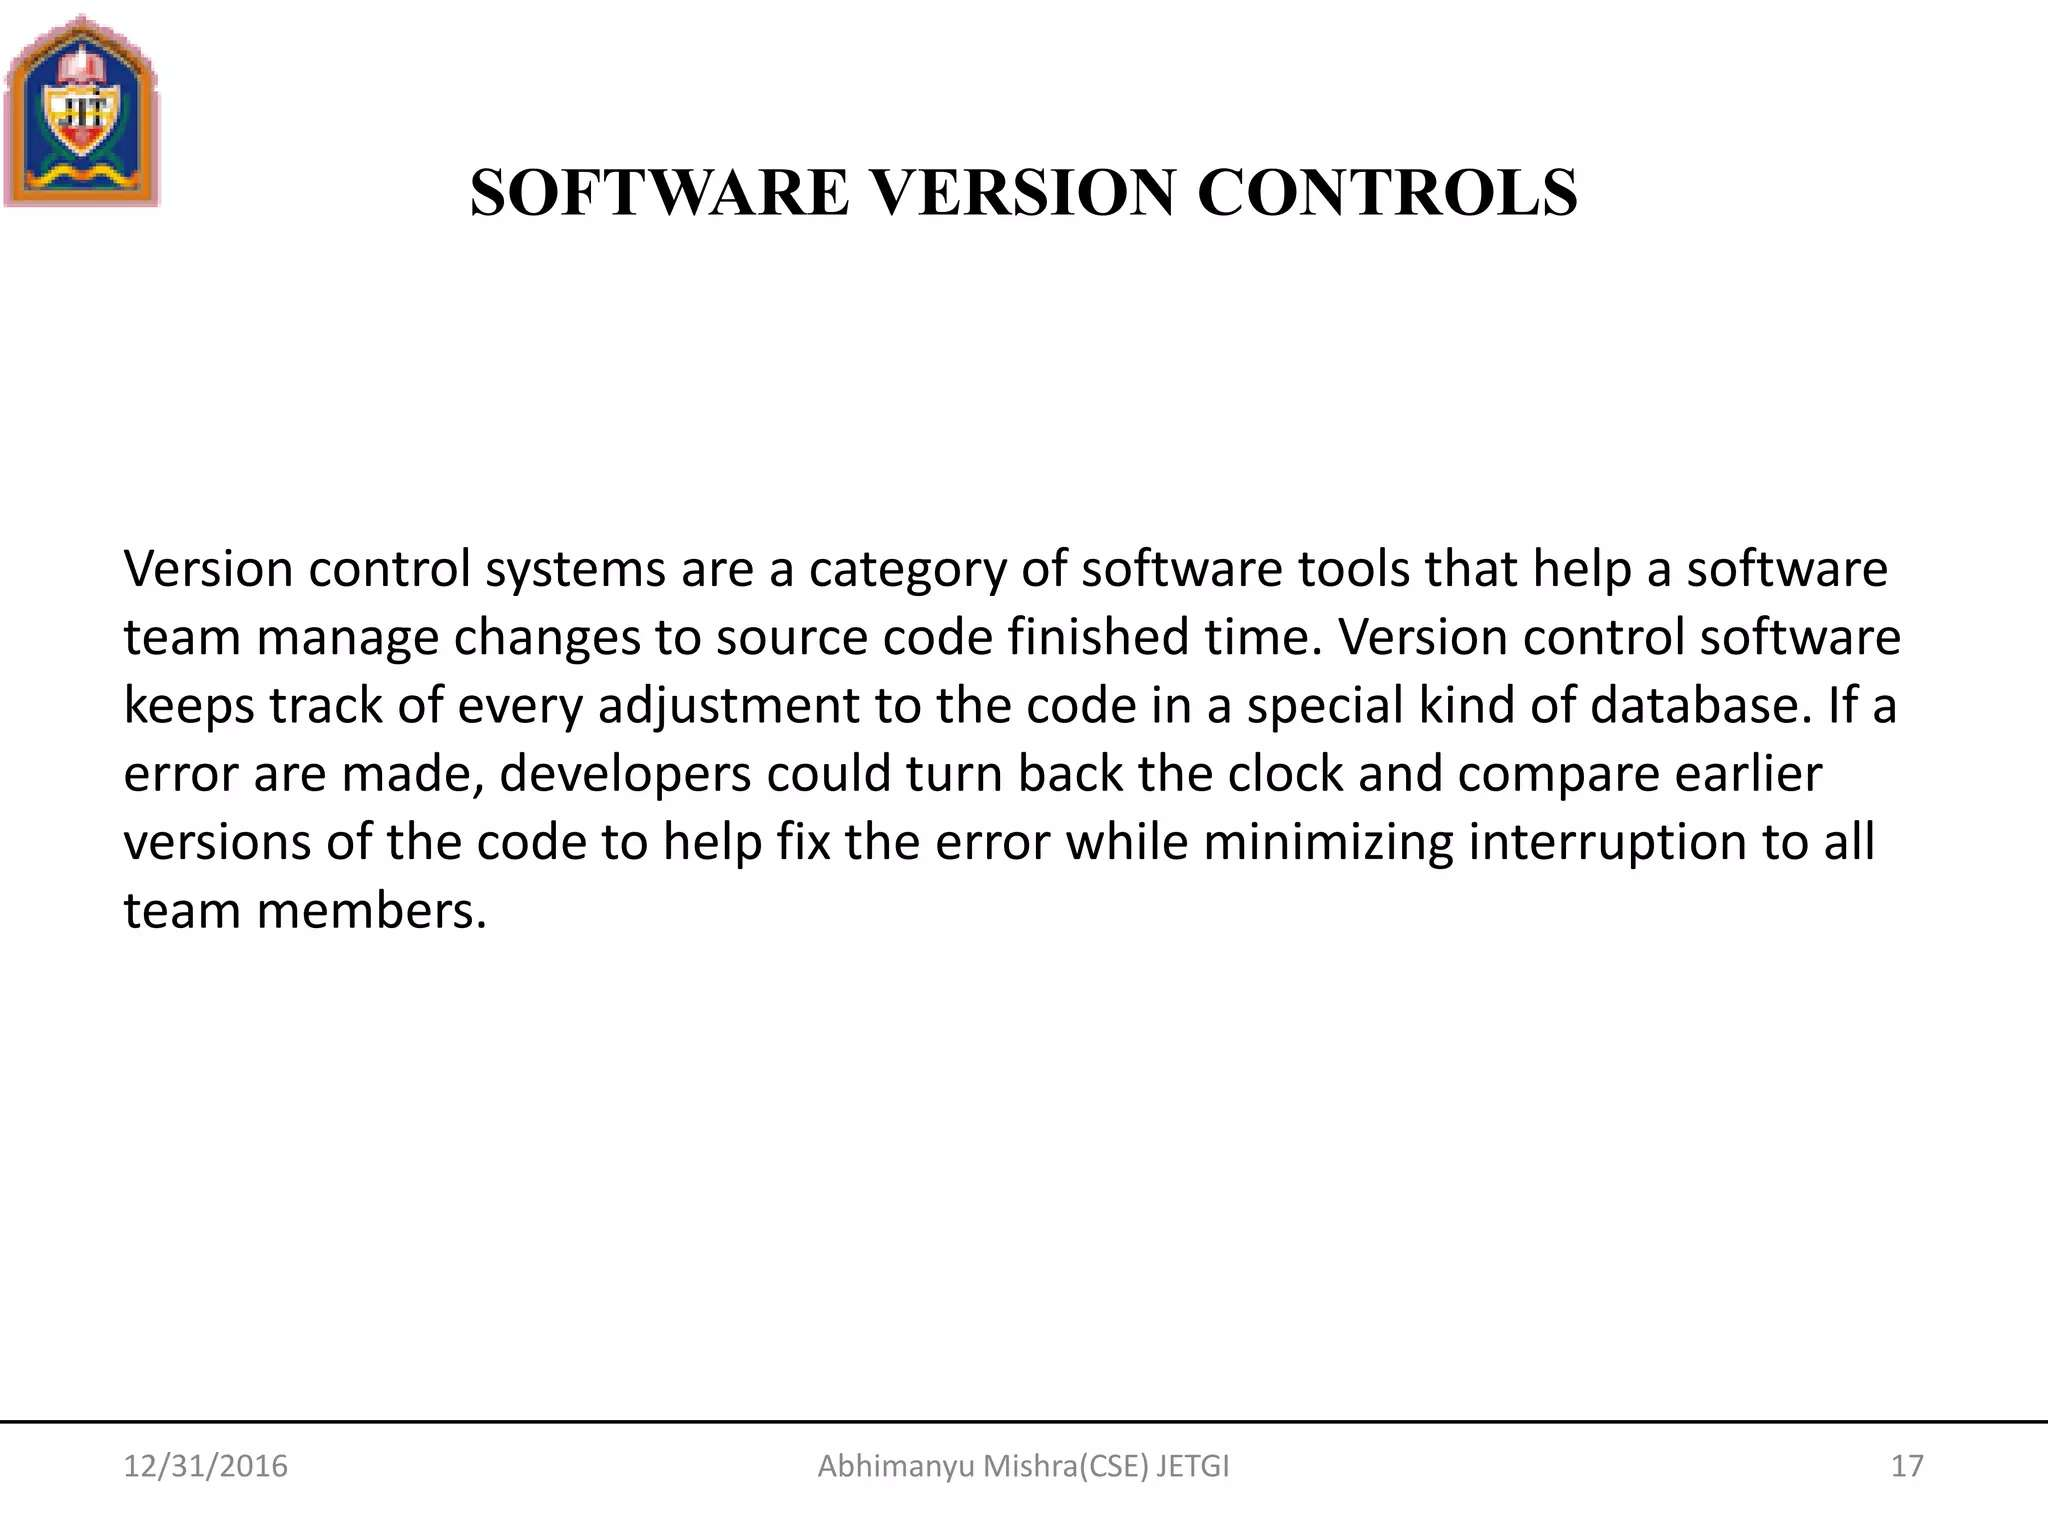 JIT
SOFTWARE VERSION CONTROLS
Version control systems are a category of software tools that help a software
team manage changes to source code finished time. Version control software
keeps track of every adjustment to the code in a special kind of database. If a
error are made, developers could turn back the clock and compare earlier
versions of the code to help fix the error while minimizing interruption to all
team members.
12/31/2016
Abhimanyu Mishra(CSE) JETGI
17